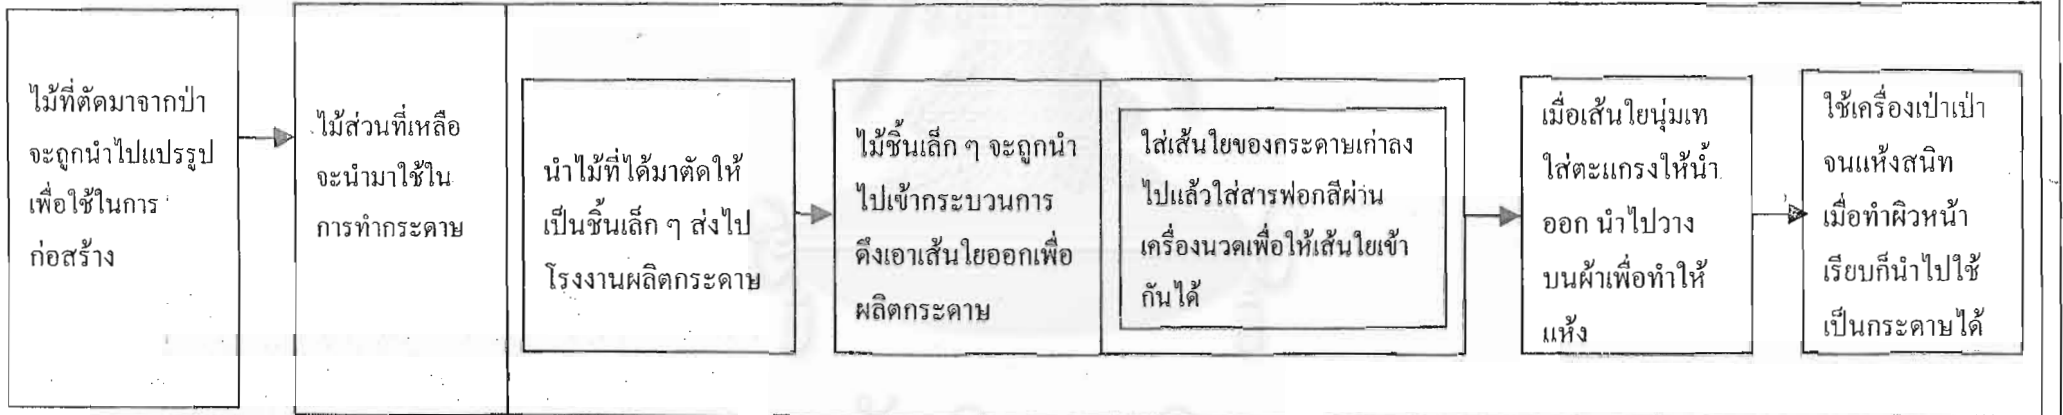 ไม้ที่ตัดมาจากป่า
จะถูกนำไปแปรรูป
เพื่อใช้ในการ
ก่อสร้าง
ไม้ส่วนที่เหลือ
จะนำมาใช้ใน
การทำกระดาษ
นำไม้ที่ได้มาตัดให้
เป็นชิ้นเล็ก ๆ ส่งไป
โรงงานผลิตกระดาษ
ไม้ชิ้นเล็ก ๆ จะถูกนำ
ไปเข้ากระบวนการ
ดึงเอาเส้นใยออกเพื่อ
ผลิตกระดาษ
ใส่เส้นใยของกระดาษเก่าลง
ไปแล้วใส่สารฟอกสีผ่าน
เครื่องนวดเพื่อให้เส้นใยเข้า
กันได้
เมื่อเส้นใยนุ่มเท
ใส่ตะแกรงให้น้ำ
ออก นำไปวาง
บนผ้าเพื่อทำให้
แห้ง
ใช้เครื่องเป่าเป่า
จนแห้งสนิท
เมื่อทำผิวหน้า
เรียบก็นำไปใช้
เป็นกระดาษได้